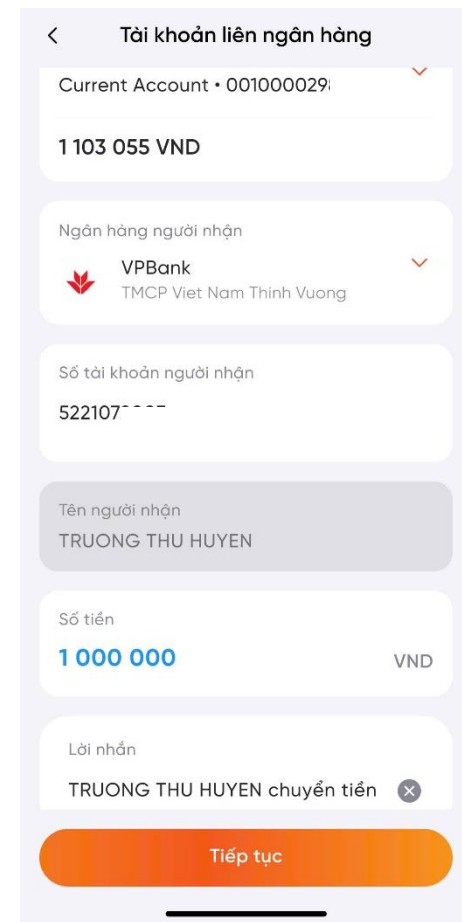 Tài khoản liên ngân hàng
Current Account • 001000029
1 103 055 VND
Ngân hàng người nhận
VPBank
TMCP Viet Nam Thinh Vuong
Số tài khoản người nhận
522107
Tên người nhận
TRUONG THU HUYEN
Số tiền
1 000 000 VND
Lời nhắn
TRUONG THU HUYEN chuyển tiền
Tiếp tục